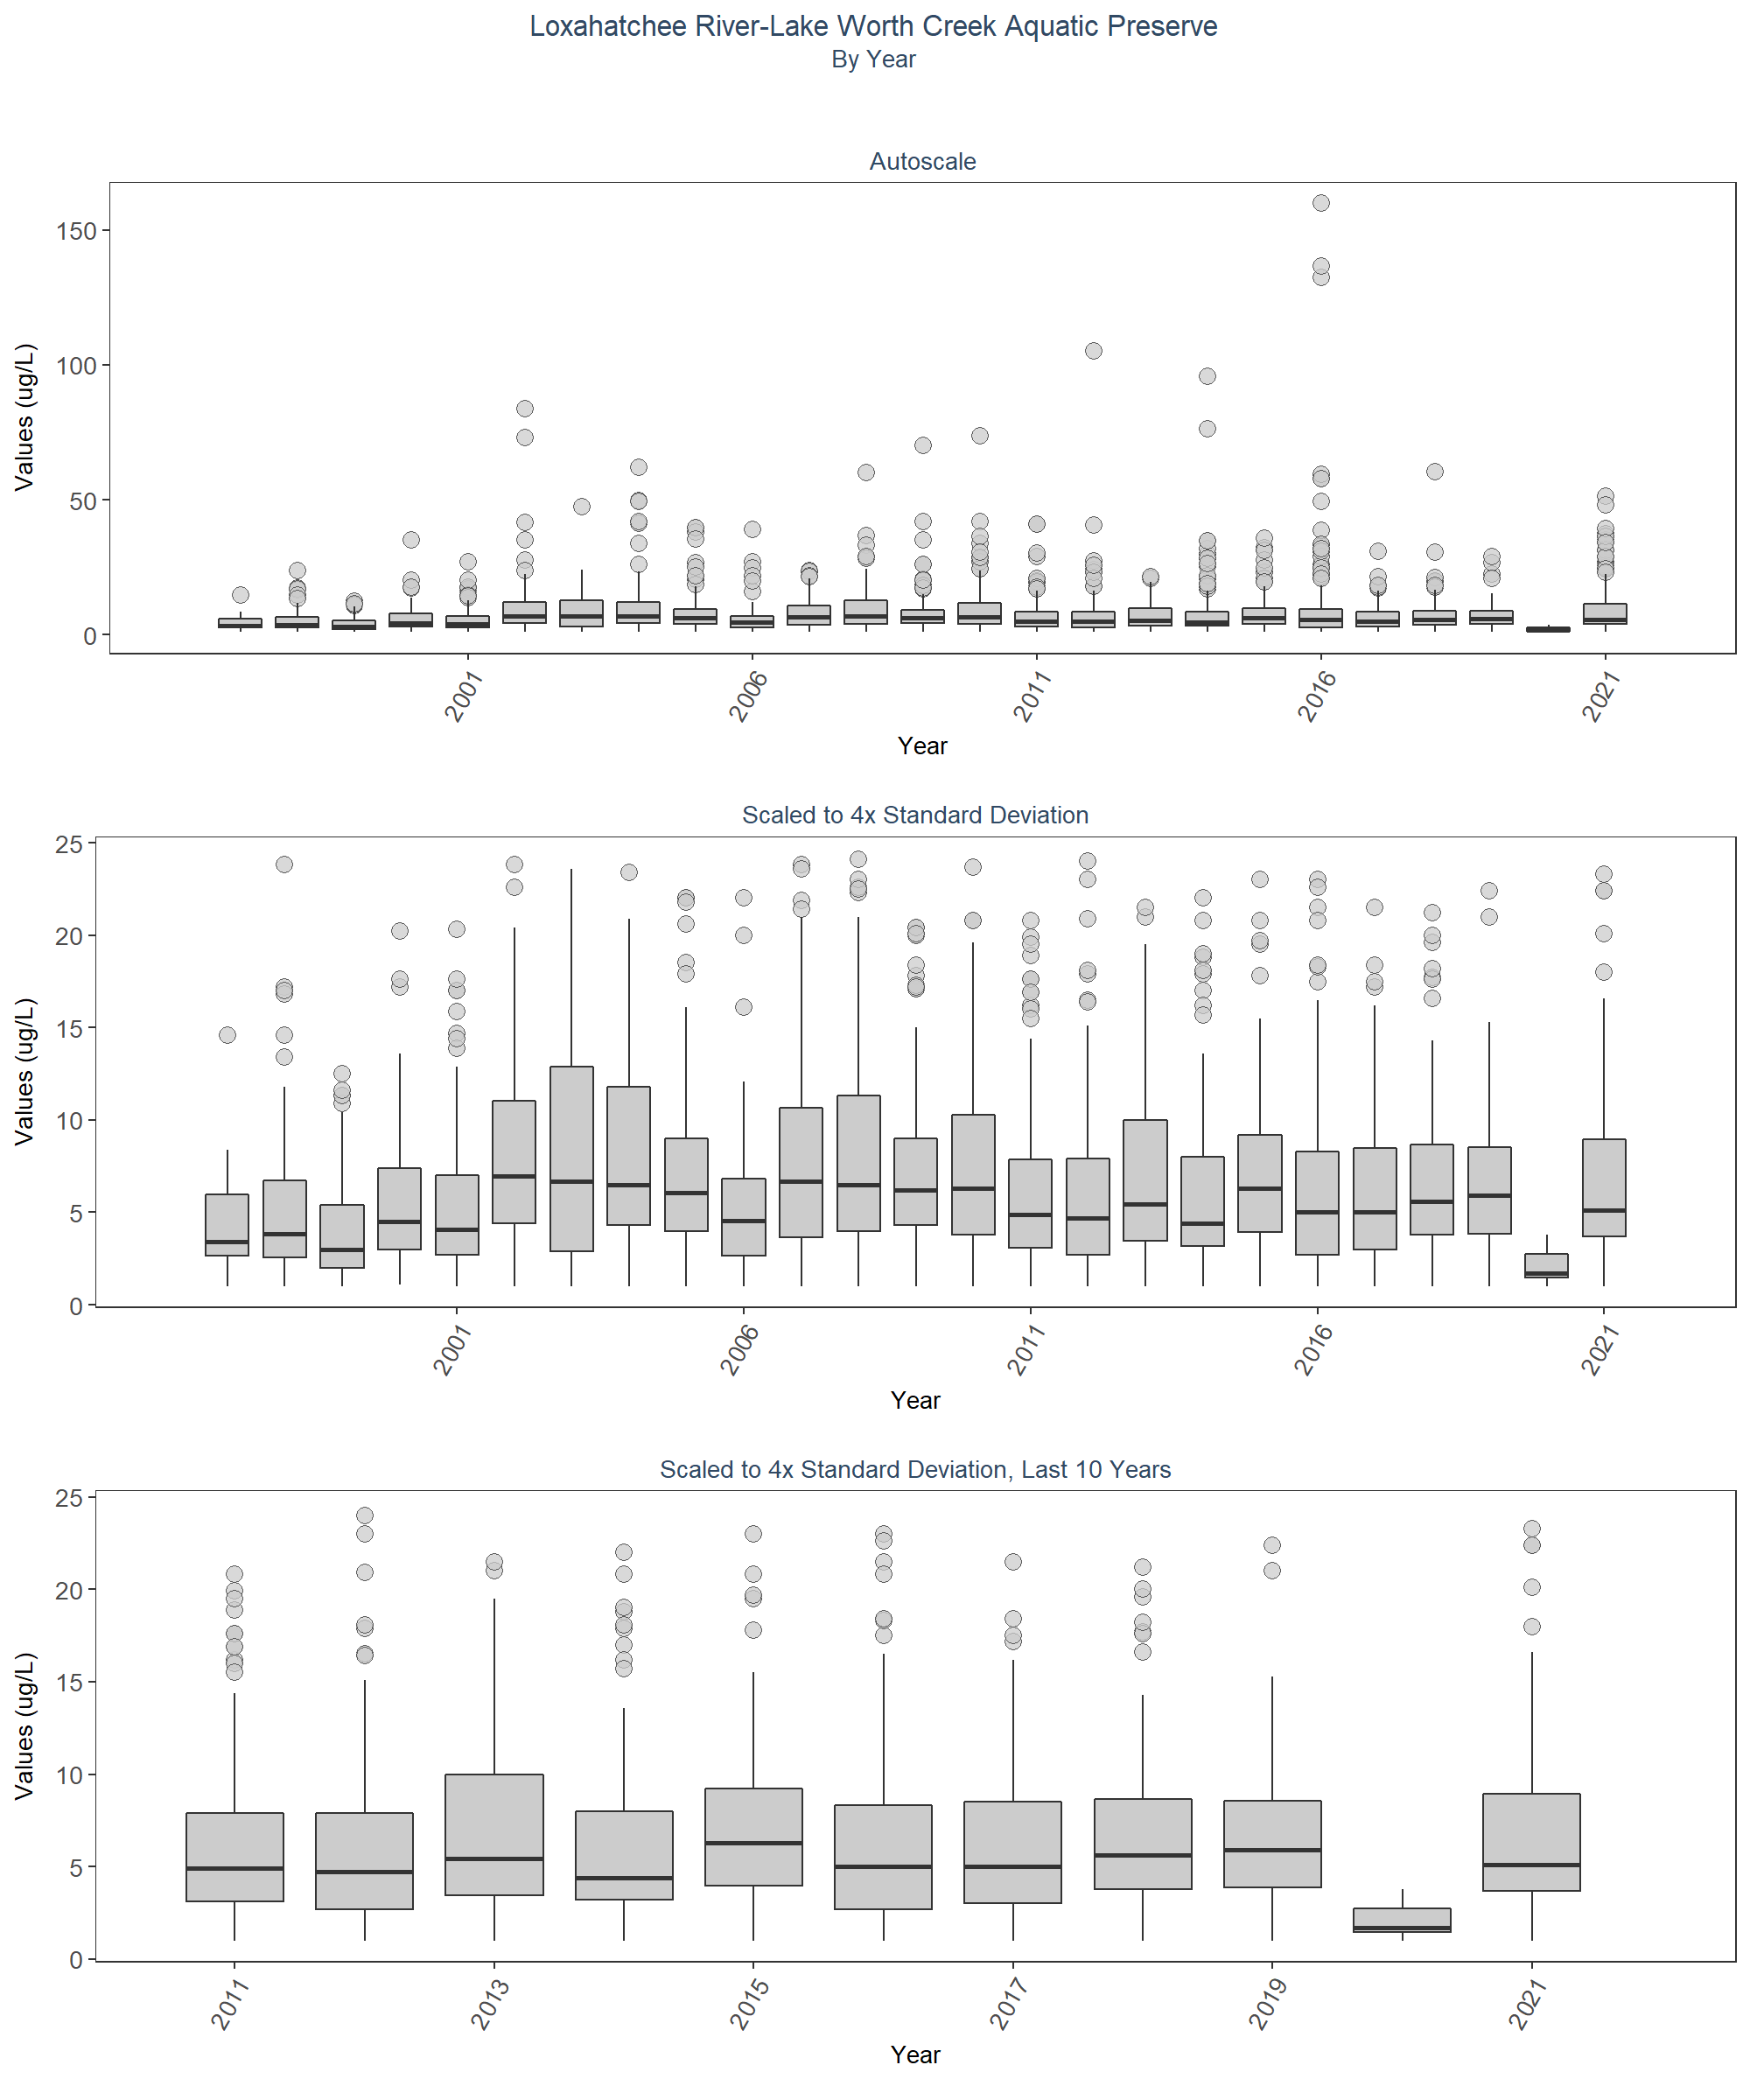 Loxahatchee River-Lake Worth Creek Aquatic Preserve
By Year
Autoscale
Values (ug/L)
150
100
50
0
2001
2006
2011
2016
2021
Year
Scaled to 4x Standard Deviation
Values (ug/L)
25
20
15
10
5
0
2001
2006
2011
2016
2021
Year
Scaled to 4x Standard Deviation, Last 10 Years
Values (ug/L)
25
20
15
10
5
0
2011
2013
2015
2017
2019
2021
Year